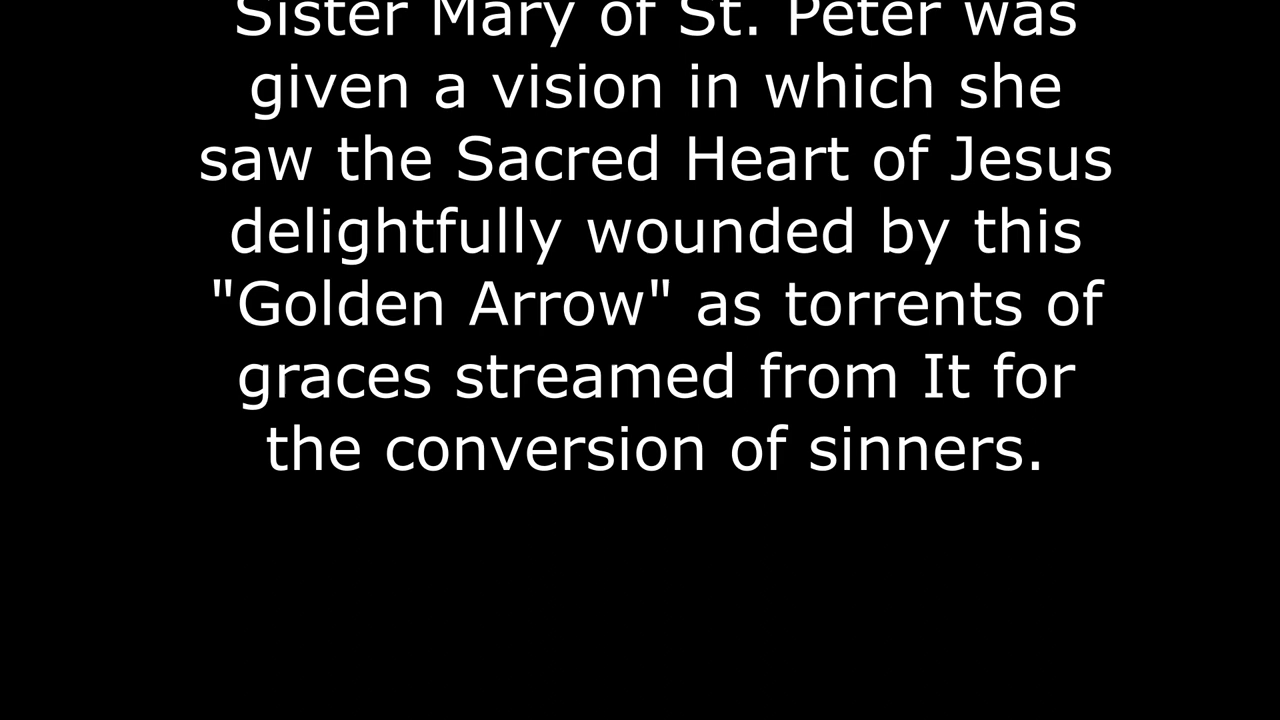 Sister Mary of St. Peter was
given a vision in which she
saw the Sacred Heart of Jesus
delightfully wounded by this
"Golden Arrow" as torrents of
graces streamed from It for
the conversion of sinners.